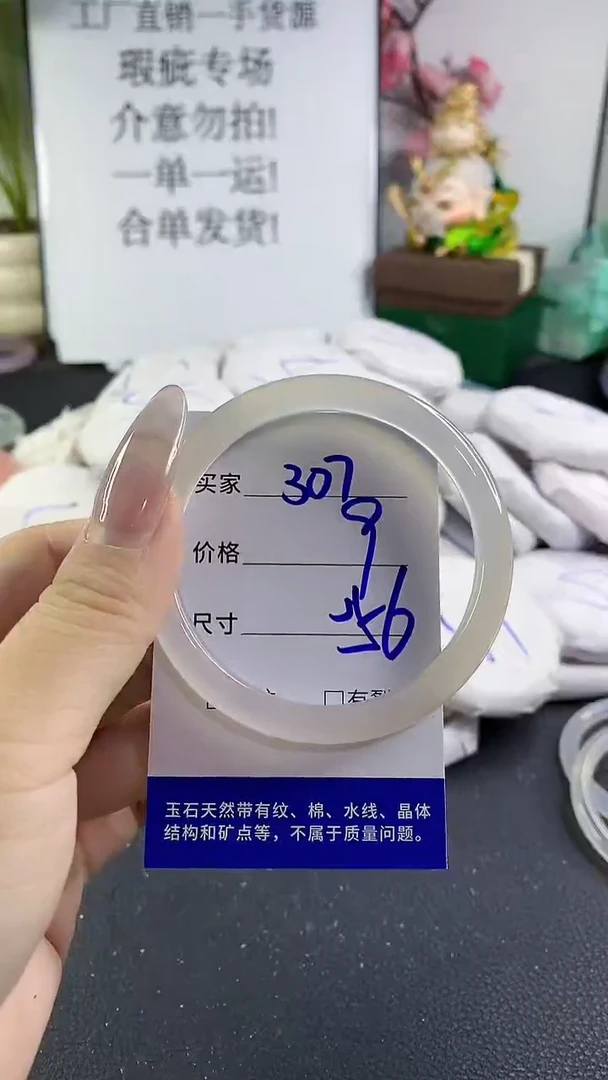 工厂直销一手货源
瑕疵专场
介意勿拍!
一单一运!
合单发货!
买家 307
价格 9
尺寸 56
□有裂
玉石天然带有纹、棉、水线、晶体
结构和矿点等，不属于质量问题。